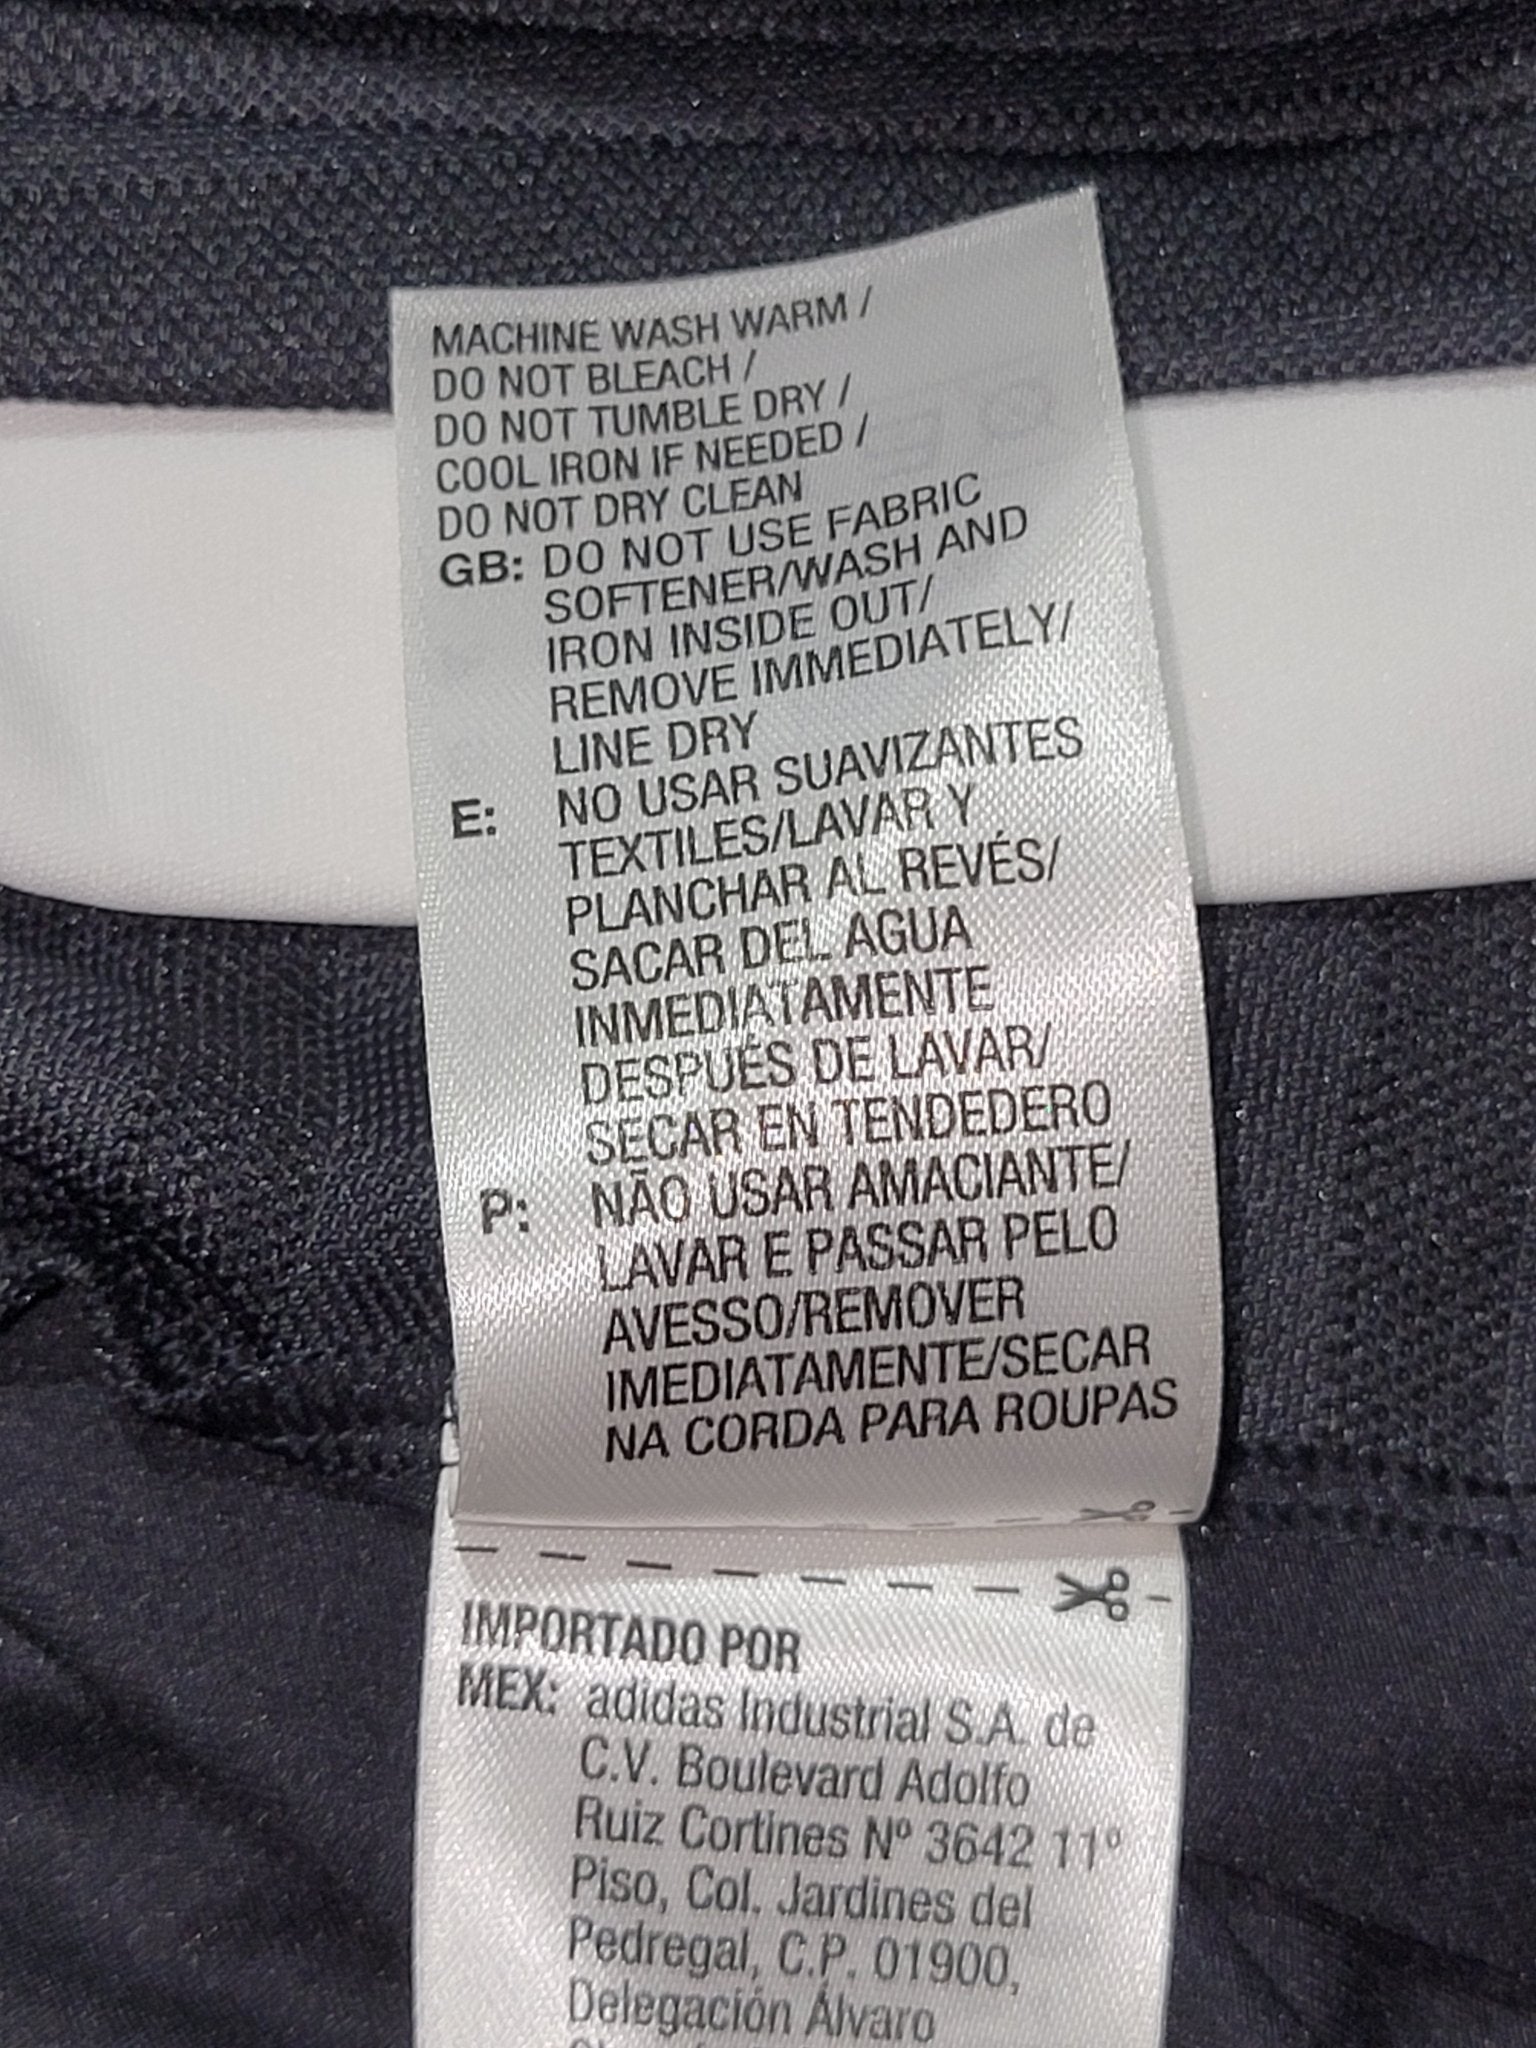 MACHINE WASH WARM /
DO NOT BLEACH /
DO NOT TUMBLE DRY /
COOL IRON IF NEEDED /
DO NOT DRY CLEAN
GB: DO NOT USE FABRIC
SOFTENER/WASH AND
IRON INSIDE OUT/
REMOVE IMMEDIATELY/
LINE DRY
E: NO USAR SUAVIZANTES
TEXTILES/LAVAR Y
PLANCHAR AL REVÉS/
SACAR DEL AGUA
INMEDIATAMENTE
DESPUÉS DE LAVAR/
SECAR EN TENDEDERO
P: NÃO USAR AMACIANTE/
LAVAR E PASSAR PELO
AVESSO/REMOVER
IMEDIATAMENTE/SECAR
NA CORDA PARA ROUPAS
IMPORTADO POR
MEX: adidas Industrial S.A. de
C.V. Boulevard Adolfo
Ruiz Cortines Nº 3642 11º
Piso, Col. Jardines del
Pedregal, C.P. 01900,
Delegación Álvaro